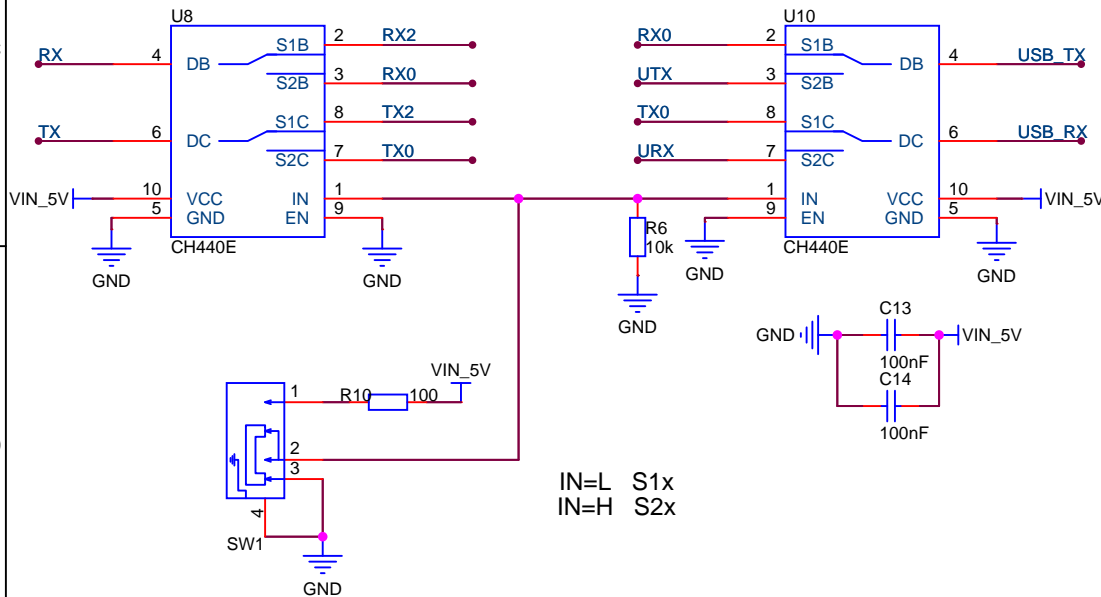 U8
RX 4 DB S1B 2 RX2
S2B 3 RX0
TX 6 DC S1C 8 TX2
S2C 7 TX0
VIN_5V 10 VCC IN 1
5 GND EN 9
CH440E
GND
GND
U10
RX0 2 S1B DB 4 USB_TX
UTX 3 S2B
TX0 8 S1C DC 6 USB_RX
URX 7 S2C
1 IN VCC 10 VIN_5V
9 EN GND 5
CH440E
GND
GND
R6
10k
GND
C13
GND VIN_5V
100nF
C14
100nF
VIN_5V
1 R10 100
2
3
4
SW1
GND
IN=L S1x
IN=H S2x